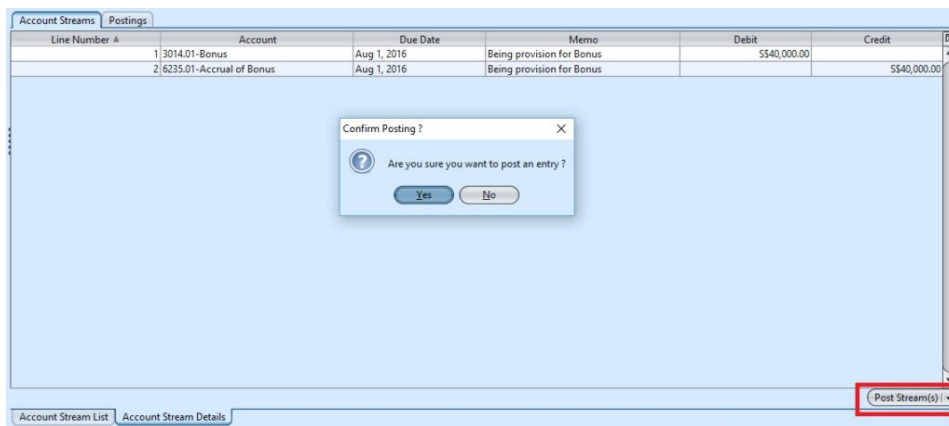 Account Streams Postings
Line Number Account Due Date Memo Debit Credit
1 3014.01-Bonus Aug 1, 2016 Being provision for Bonus S$40,000.00
2 6235.01-Accrual of Bonus Aug 1, 2016 Being provision for Bonus S$40,000.00
Confirm Posting ?
Are you sure you want to post an entry ?
Yes No
Post Stream(s)
Account Stream List Account Stream Details